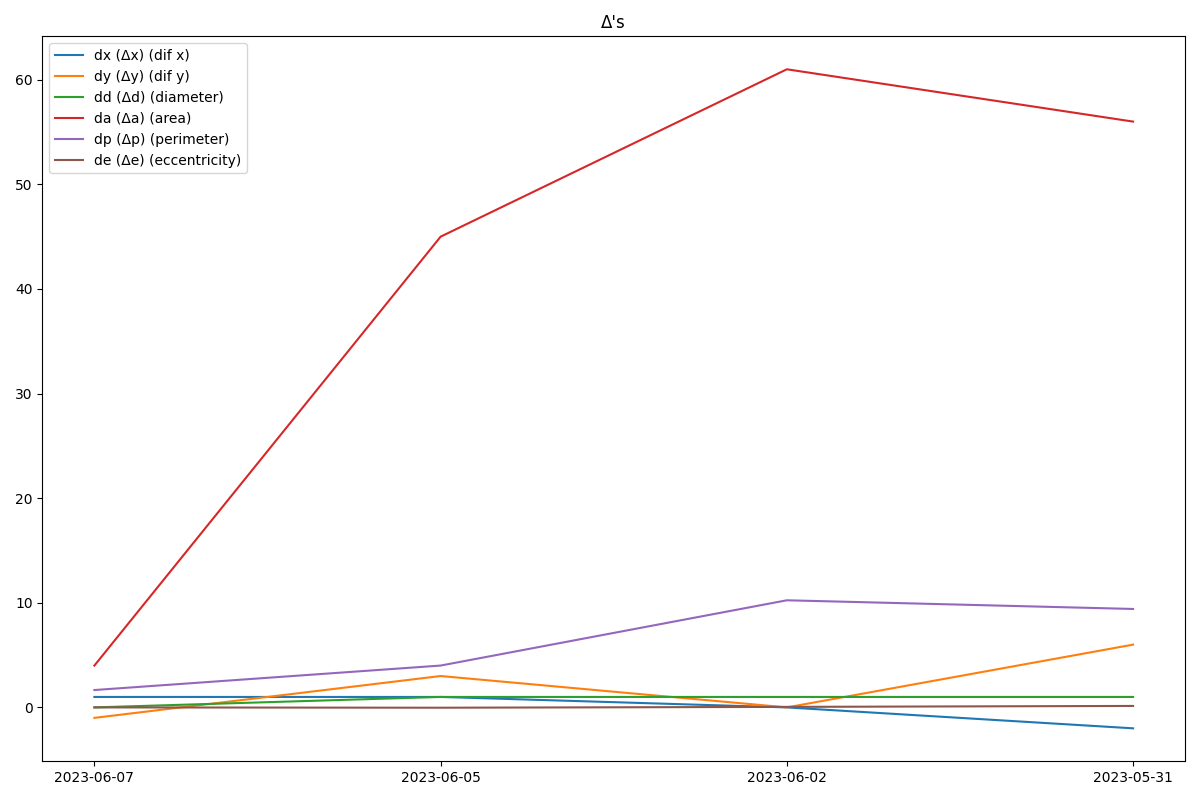 Δ's
dx (Δx) (dif x)
dy (Δy) (dif y)
dd (Δd) (diameter)
da (Δa) (area)
dp (Δp) (perimeter)
de (Δe) (eccentricity)
60
50
40
30
20
10
0
2023-06-07 2023-06-05 2023-06-02 2023-05-31